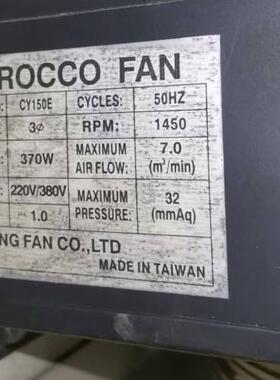 ROCCO FAN
: CY150E CYCLES: 50HZ
: 3ø RPM: 1450
370W MAXIMUM AIR FLOW: 7.0 (m³/min)
220V/380V MAXIMUM PRESSURE: 32 (mmAq)
1.0
NG FAN CO.,LTD
MADE IN TAIWAN